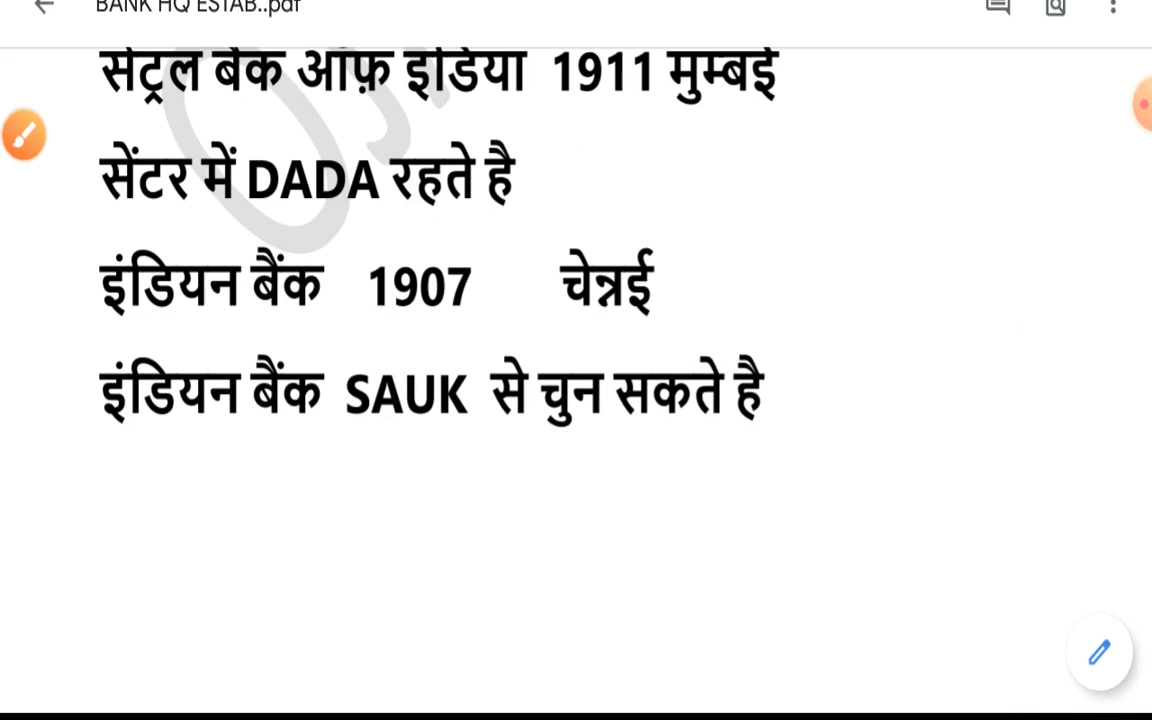 BANK HQ ESTAB..pdf
सेंट्रल बैंक ऑफ़ इंडिया 1911 मुम्बई
सेंटर में DADA रहते है
इंडियन बैंक 1907 चेन्नई
इंडियन बैंक SAUK से चुन सकते है